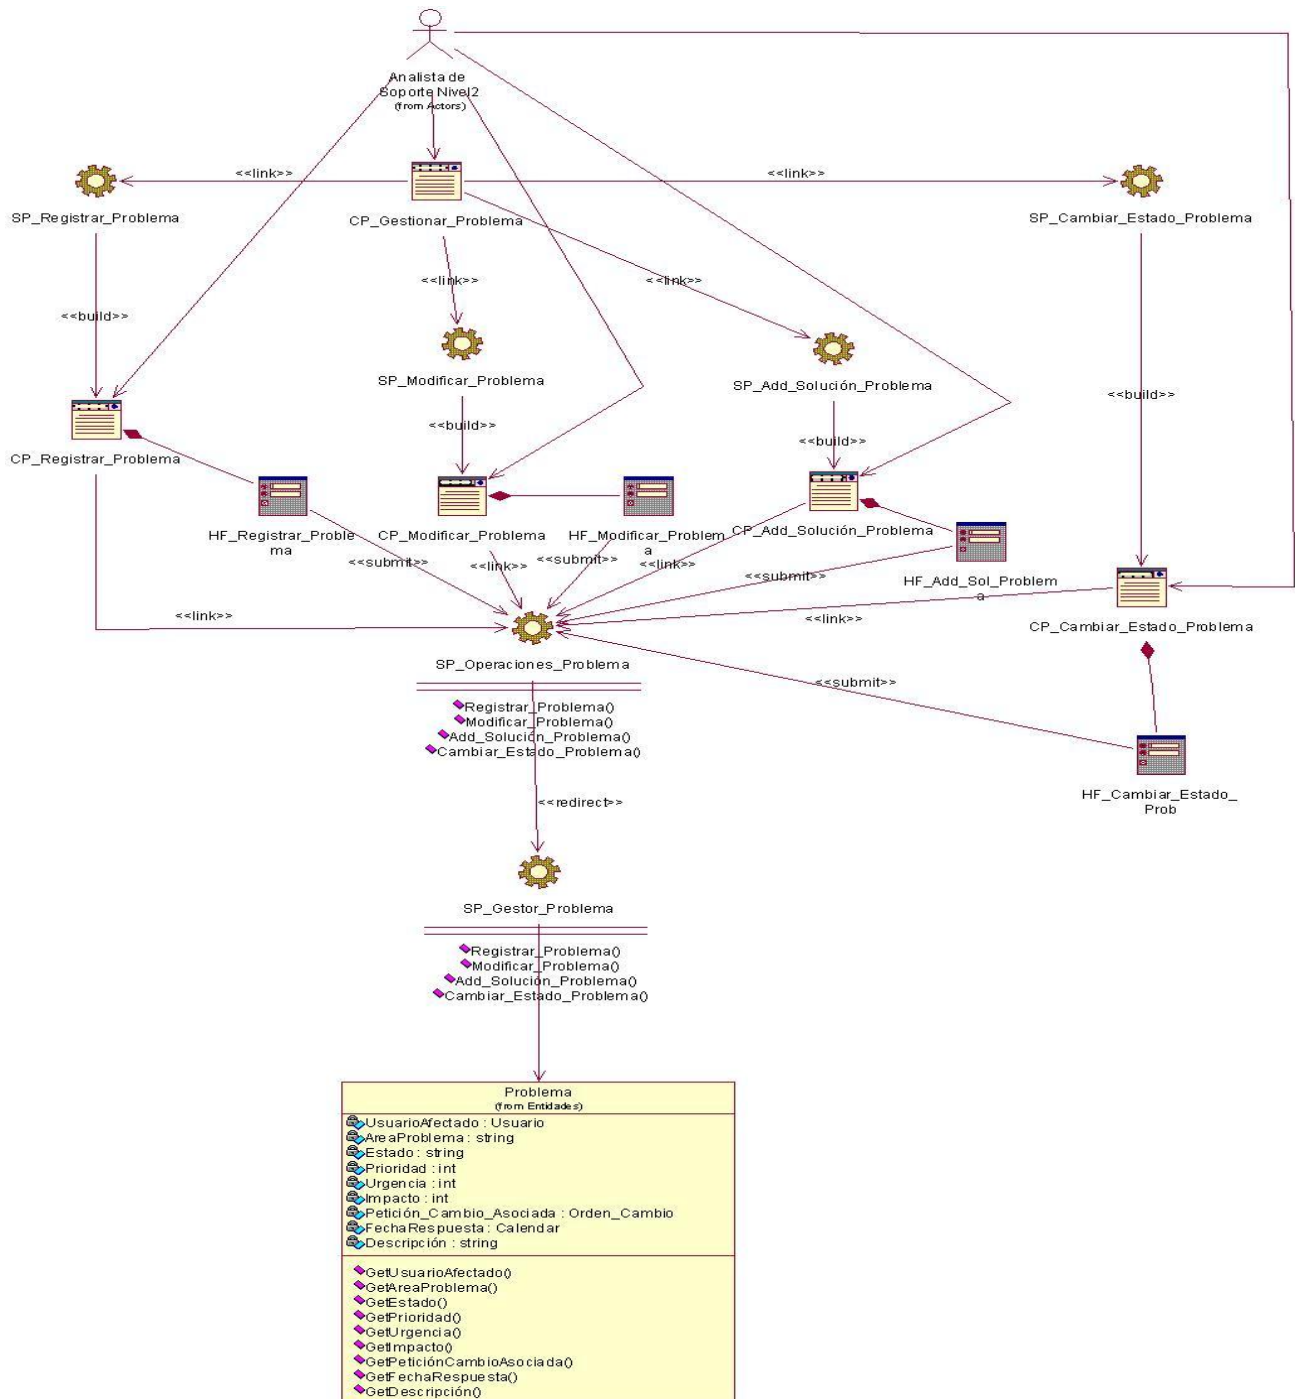 Analista de
Soporte Nivel2
(from Actors)
<<link>>
<<link>>
SP_Registrar_Problema
CP_Gestionar_Problema
SP_Cambiar_Estado_Problema
<<link>>
<<link>>
<<build>>
SP_Modificar_Problema
SP_Add_Solución_Problema
<<build>>
<<build>>
<<build>>
CP_Registrar_Problema
HF_Registrar_Proble
ma
CP_Modificar_Problema
HF_Modificar_Problem
a
CP_Add_Solución_Problema
<<submit>>
<<link>>
<<submit>>
<<link>>
<<submit>>
HF_Add_Sol_Problem
a
<<link>>
<<link>>
CP_Cambiar_Estado_Problema
SP_Operaciones_Problema
<<submit>>
Registrar_Problema()
Modificar_Problema()
Add_Solución_Problema()
Cambiar_Estado_Problema()
HF_Cambiar_Estado_
Prob
<<redirect>>
SP_Gestor_Problema
Registrar_Problema()
Modificar_Problema()
Add_Solución_Problema()
Cambiar_Estado_Problema()
Problema
(from Entidades)
UsuarioAfectado : Usuario
AreaProblema : string
Estado : string
Prioridad : int
Urgencia : int
Impacto : int
Petición_Cambio_Asociada : Orden_Cambio
FechaRespuesta : Calendar
Descripción : string
GetUsuarioAfectado()
GetAreaProblema()
GetEstado()
GetPrioridad()
GetUrgencia()
GetImpacto()
GetPeticiónCambioAsociada()
GetFechaRespuesta()
GetDescripción()